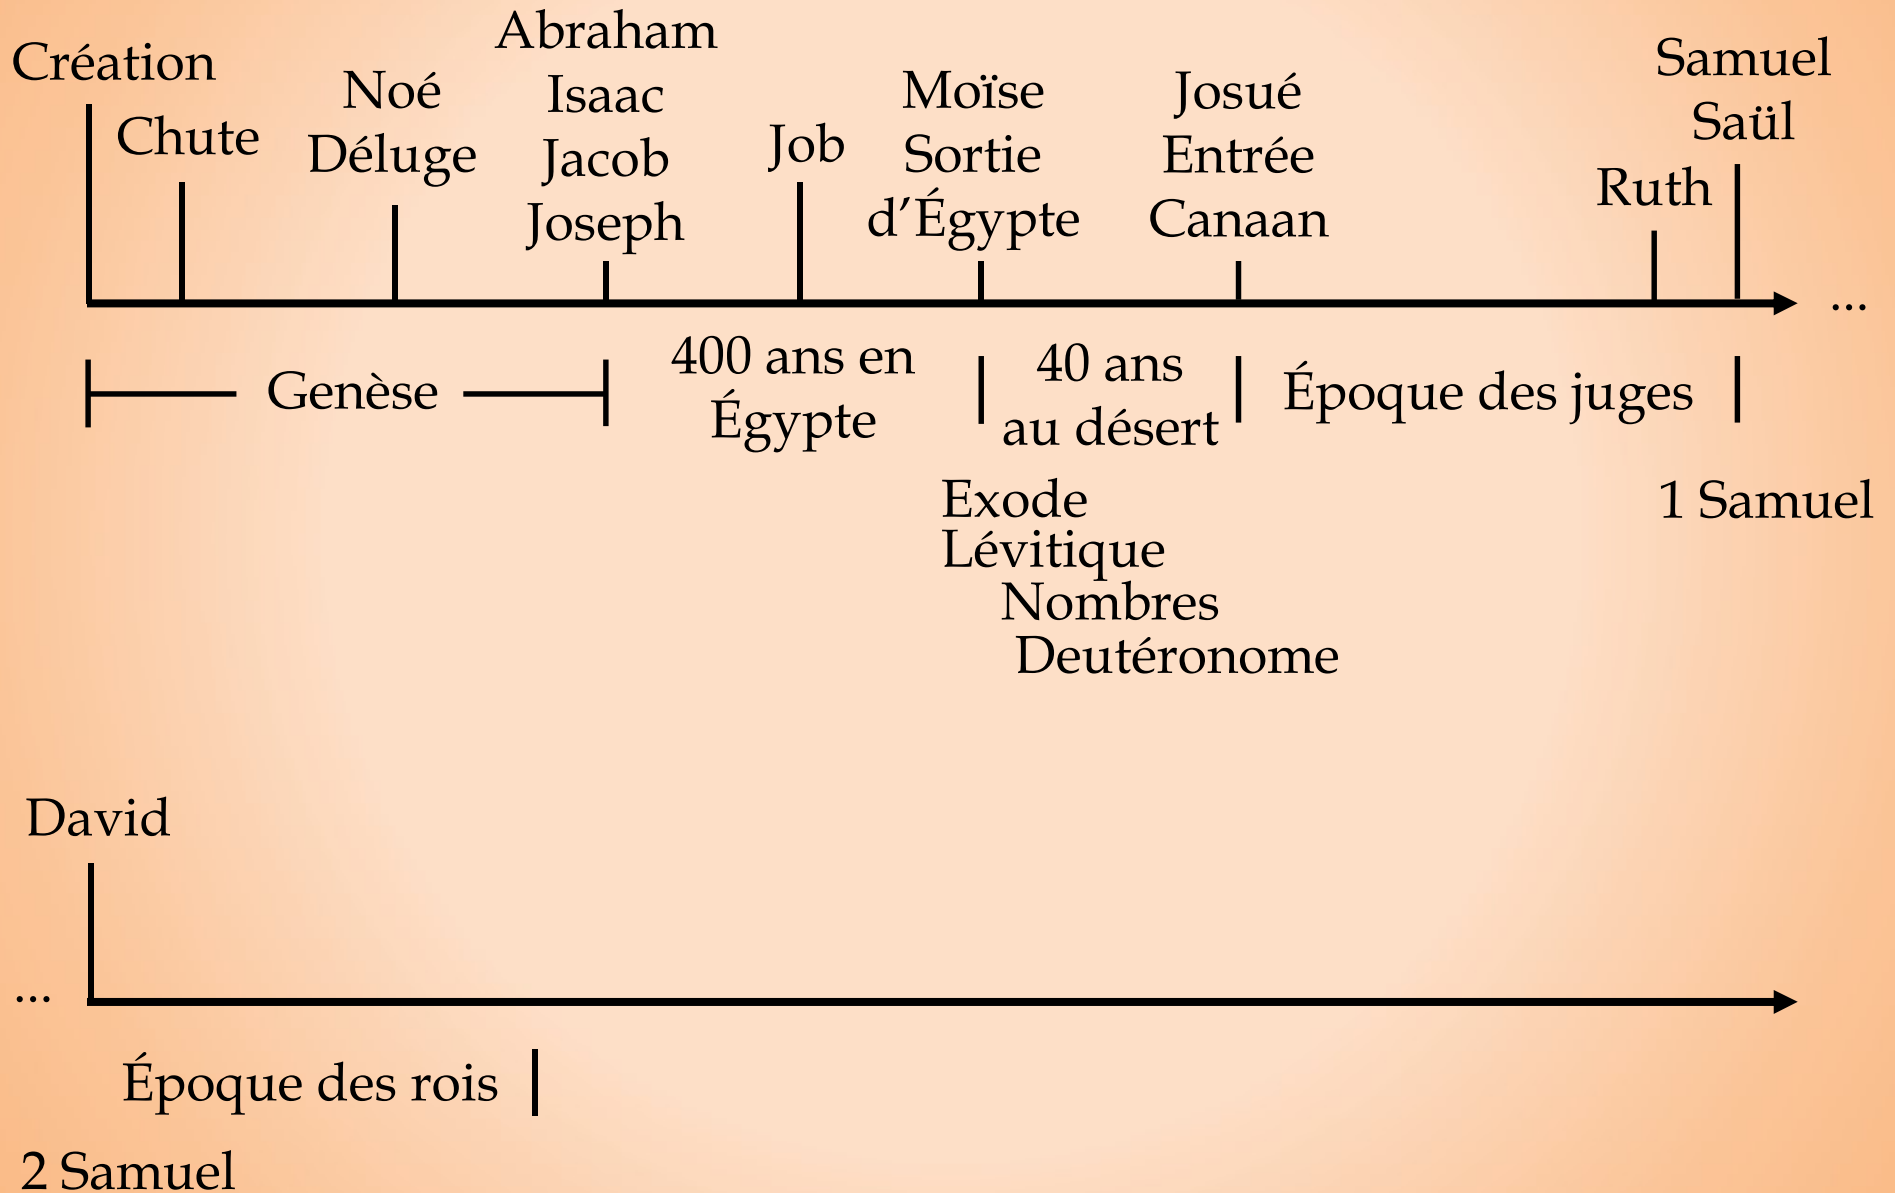 Création
Chute
Noé
Déluge
Abraham
Isaac
Jacob
Joseph
Job
Moïse
Sortie
d’Égypte
Josué
Entrée
Canaan
Ruth
Samuel
Saül
...
Genèse
400 ans en
Égypte
40 ans
au désert
Époque des juges
Exode
Lévitique
Nombres
Deutéronome
1 Samuel
David
...
Époque des rois
2 Samuel